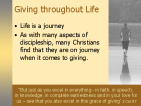 Giving throughout Life
• Life is a journey
• As with many aspects of
discipleship, many Christians
find that they are on journey
when it comes to giving.
"But just as you excel in everything - in faith, in speech,
in knowledge, in complete earnestness and in your love for
us – see that you also excel in this grace of giving"